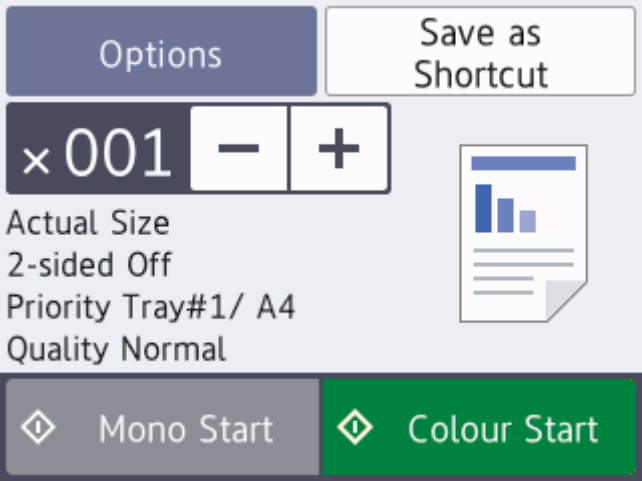 Options
Save as
Shortcut
×001
− +
Actual Size
2-sided Off
Priority Tray#1/ A4
Quality Normal
Mono Start
Colour Start